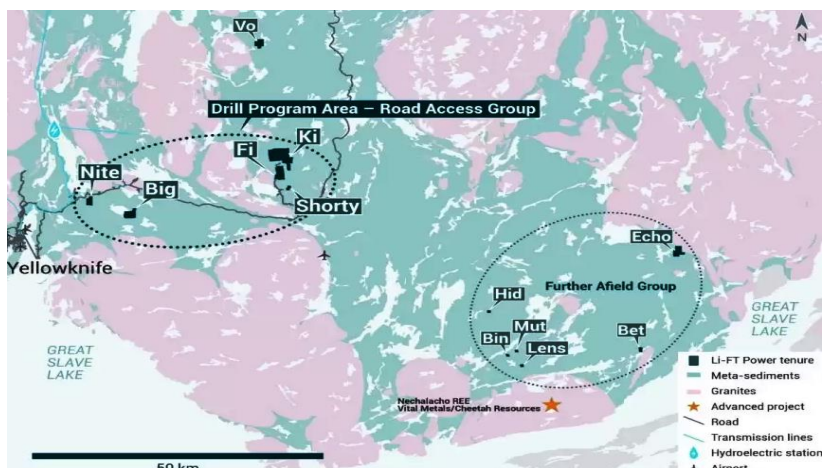 Vo
N
Drill Program Area – Road Access Group
Ki
Fi
Nite
Big
Shorty
Yellowknife
Echo
Further Afield Group
Hid
Mut
Bin
Lens
Bet
GREAT
SLAVE
LAKE
GREAT
SLAVE
LAKE
Nechalacho REE
Vital Metals/Cheetah Resources
Li-FT Power tenure
Meta-sediments
Granites
Advanced project
Road
Transmission lines
Hydroelectric station
Airport
50 km